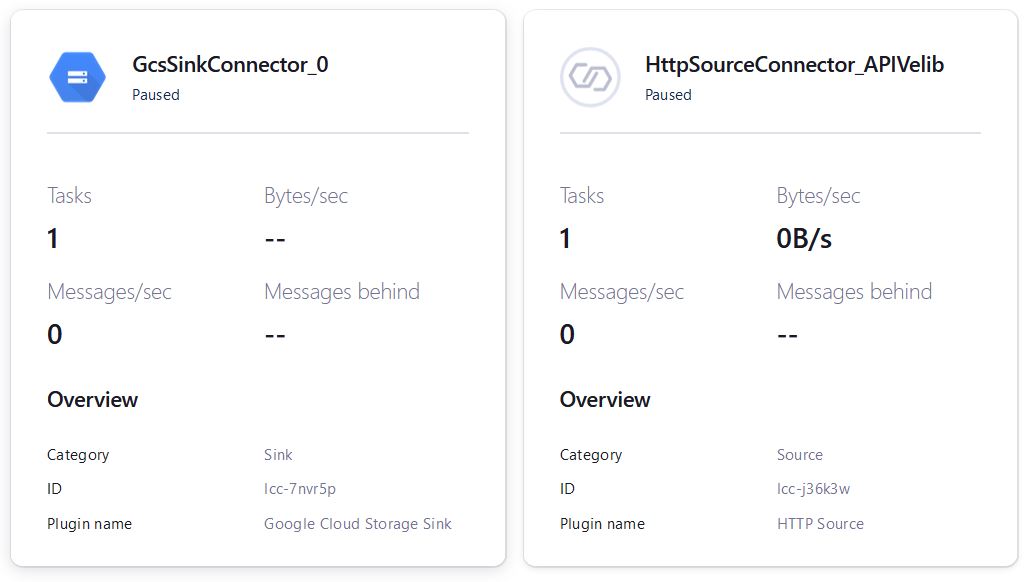 GcsSinkConnector_0
Paused
Tasks
Bytes/sec
1
--
Messages/sec
Messages behind
0
--
Overview
Category
Sink
ID
lcc-7nvr5p
Plugin name
Google Cloud Storage Sink
HttpSourceConnector_APIVelib
Paused
Tasks
Bytes/sec
1
0B/s
Messages/sec
Messages behind
0
--
Overview
Category
Source
ID
lcc-j36k3w
Plugin name
HTTP Source